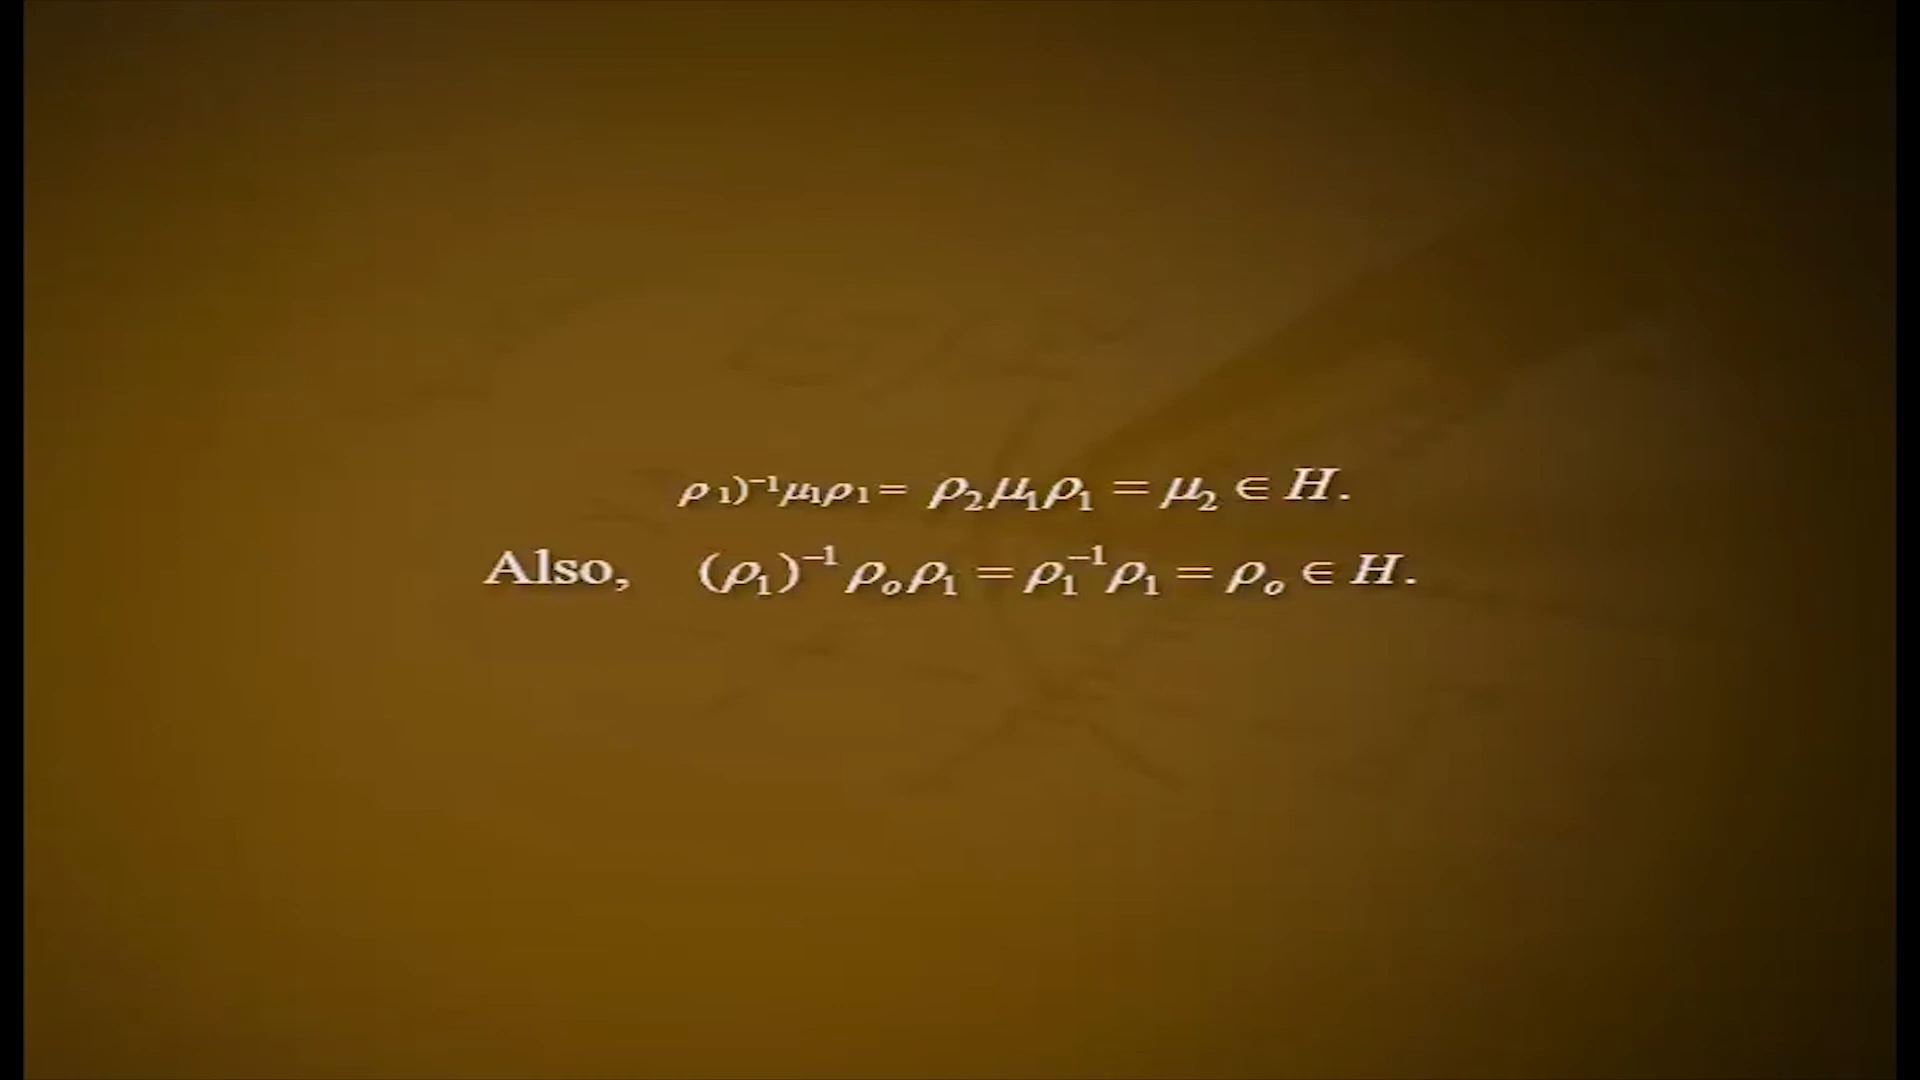 ρ₁)⁻¹μ₁ρ₁ = ρ₂μ₁ρ₁ = μ₂ ∈ H.
Also, (ρ₁)⁻¹ρₒρ₁ = ρ₁⁻¹ρ₁ = ρₒ ∈ H.